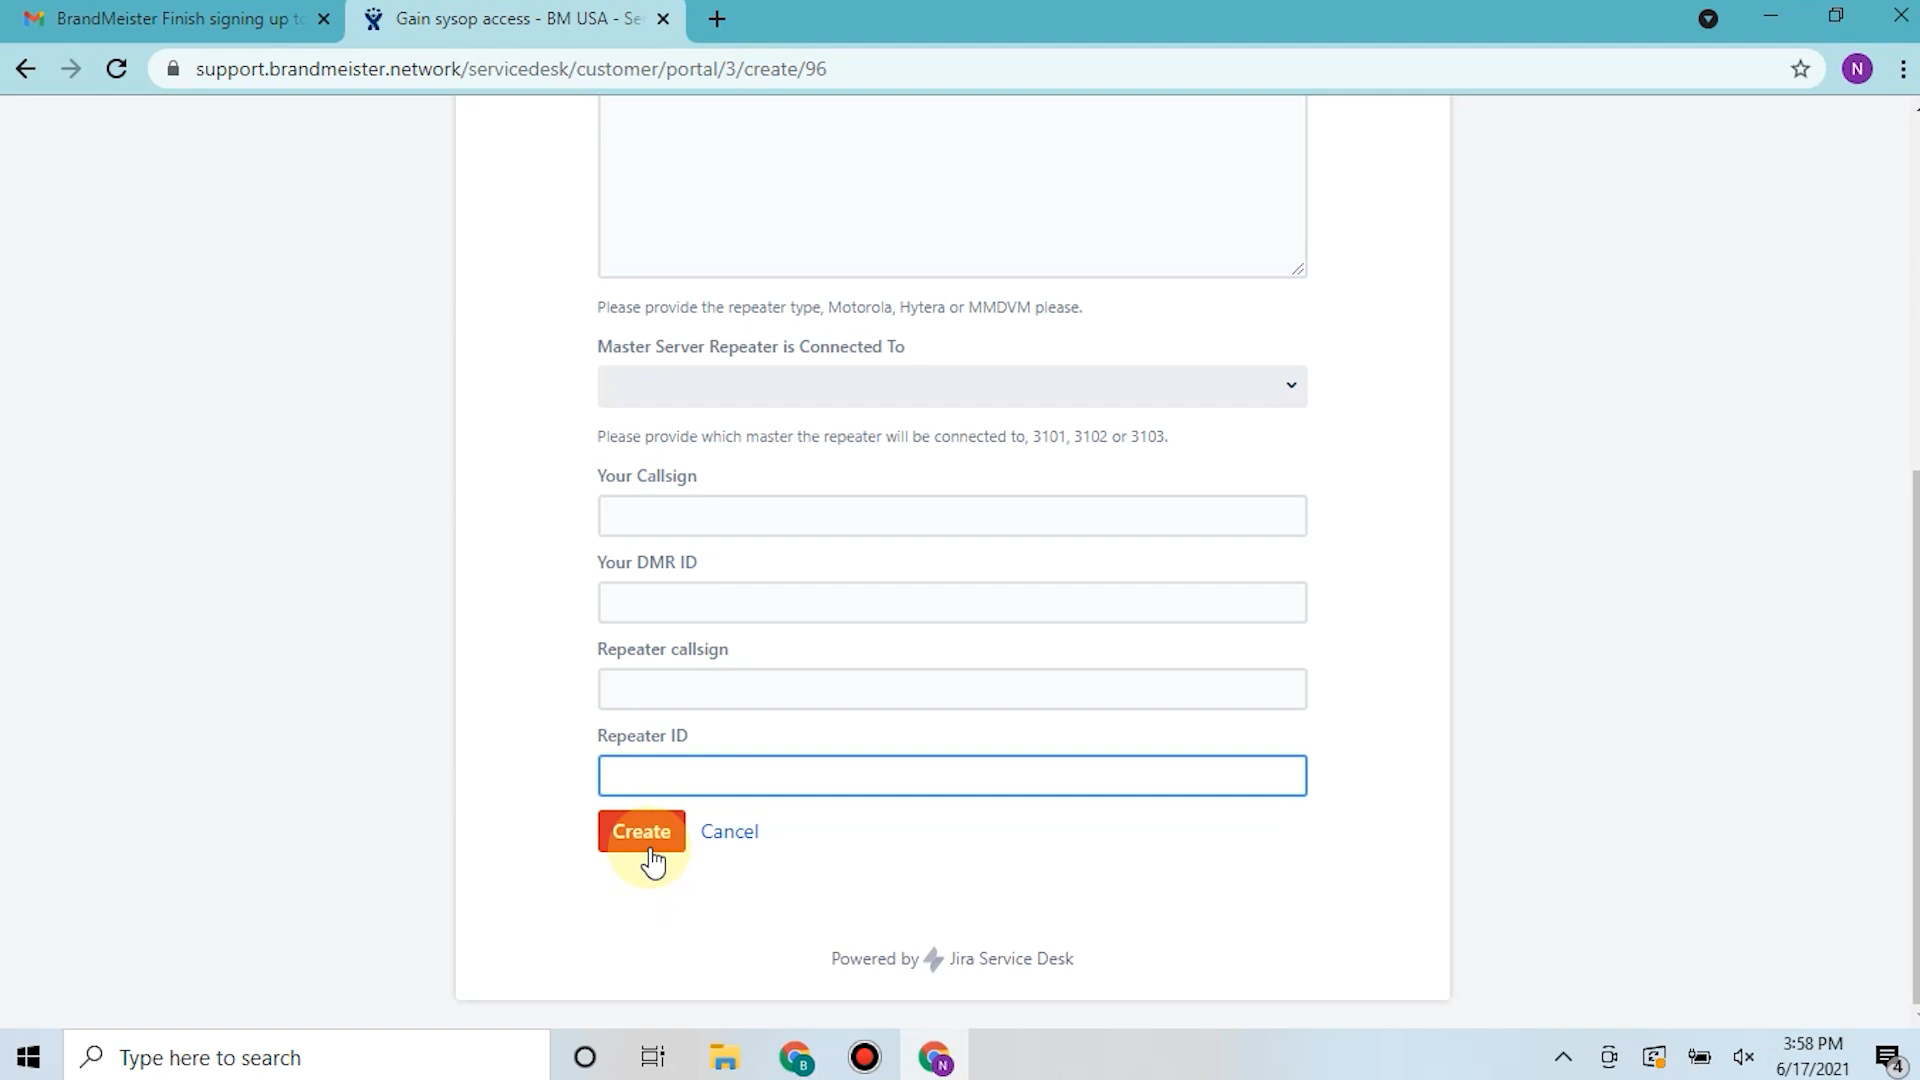 BrandMeister Finish signing up to
Gain sysop access - BM USA - Se
support.brandmeister.network/servicedesk/customer/portal/3/create/96
N
Please provide the repeater type, Motorola, Hytera or MMDVM please.
Master Server Repeater is Connected To
Please provide which master the repeater will be connected to, 3101, 3102 or 3103.
Your Callsign
Your DMR ID
Repeater callsign
Repeater ID
Create Cancel
Powered by Jira Service Desk
Type here to search
B
N
3:58 PM
6/17/2021
4